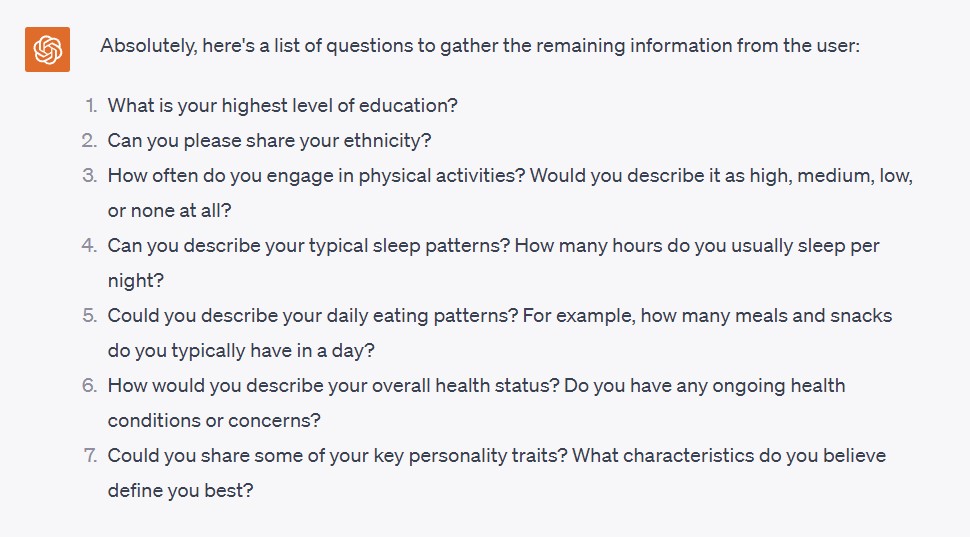 Absolutely, here's a list of questions to gather the remaining information from the user:
1. What is your highest level of education?
2. Can you please share your ethnicity?
3. How often do you engage in physical activities? Would you describe it as high, medium, low,
or none at all?
4. Can you describe your typical sleep patterns? How many hours do you usually sleep per
night?
5. Could you describe your daily eating patterns? For example, how many meals and snacks
do you typically have in a day?
6. How would you describe your overall health status? Do you have any ongoing health
conditions or concerns?
7. Could you share some of your key personality traits? What characteristics do you believe
define you best?